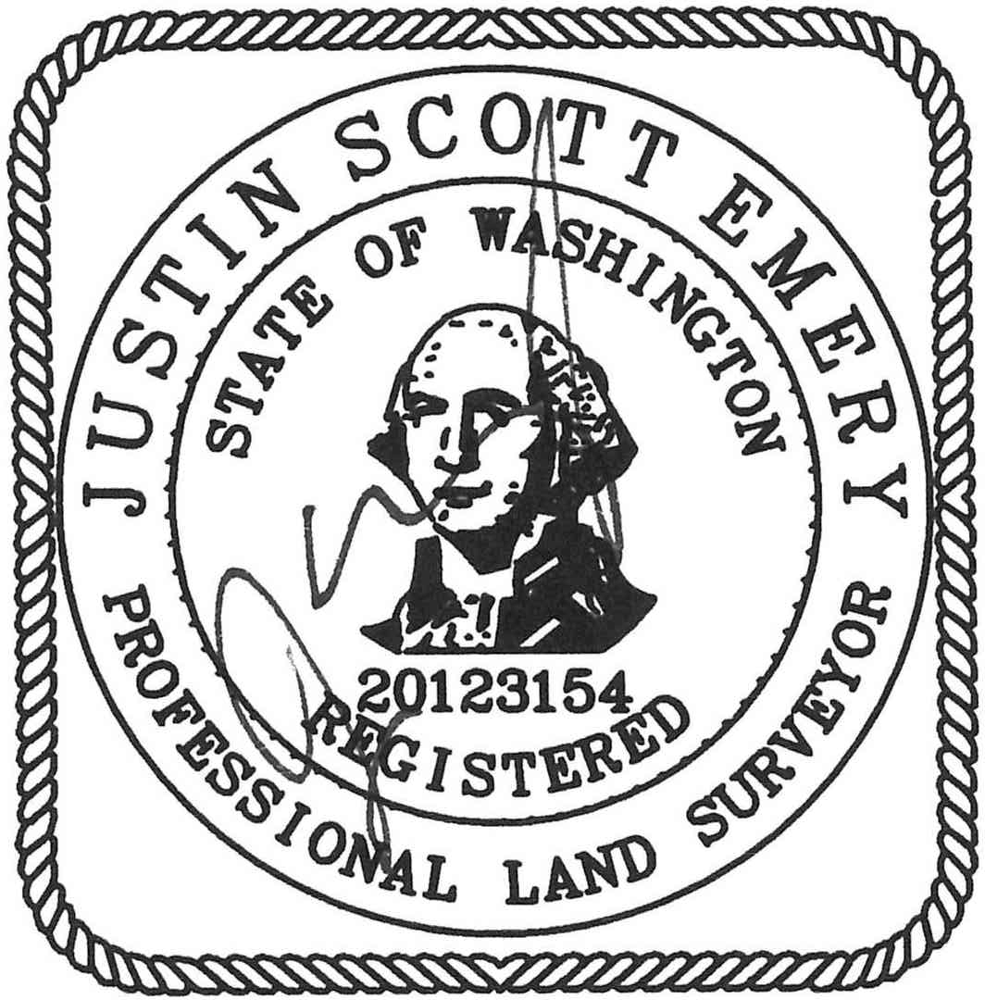 JUSTIN SCOTT EMERY
STATE OF WASHINGTON
20123154
REGISTERED
PROFESSIONAL LAND SURVEYOR